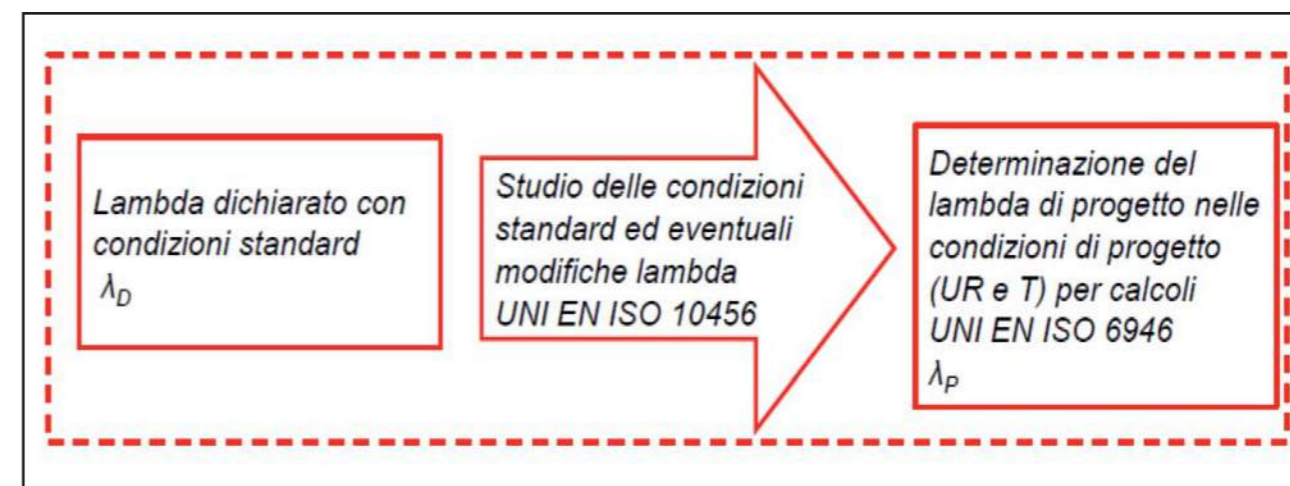 Lambda dichiarato con
condizioni standard
λD
Studio delle condizioni
standard ed eventuali
modifiche lambda
UNI EN ISO 10456
Determinazione del
lambda di progetto nelle
condizioni di progetto
(UR e T) per calcoli
UNI EN ISO 6946
λP